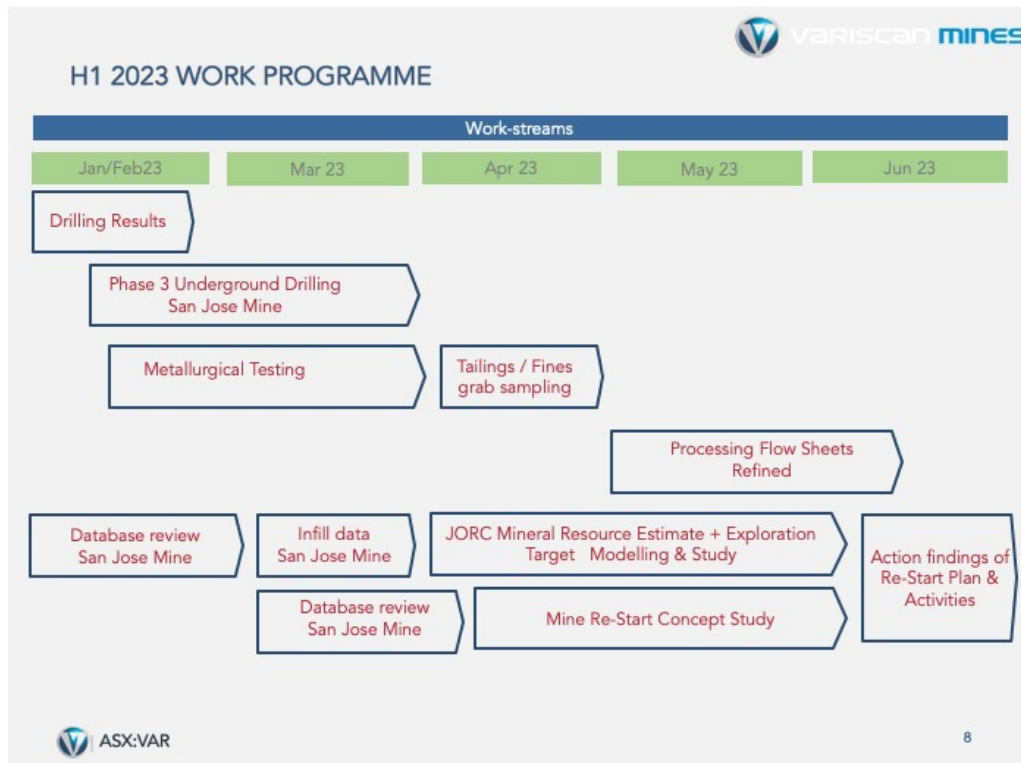 VARISCAN MINES
H1 2023 WORK PROGRAMME
Work-streams
Jan/Feb23
Mar 23
Apr 23
May 23
Jun 23
Drilling Results
Phase 3 Underground Drilling
San Jose Mine
Metallurgical Testing
Tailings / Fines
grab sampling
Processing Flow Sheets
Refined
Database review
San Jose Mine
Infill data
San Jose Mine
JORC Mineral Resource Estimate + Exploration
Target Modelling & Study
Action findings of
Re-Start Plan &
Activities
Database review
San Jose Mine
Mine Re-Start Concept Study
ASX:VAR
8